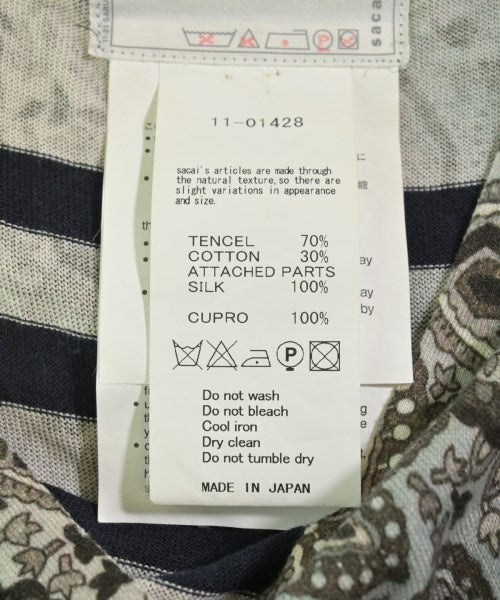 sacai
11-01428
sacai's articles are made through
the natural texture, so there are
slight variations in appearance
and size.
TENCEL 70%
COTTON 30%
ATTACHED PARTS
SILK 100%
CUPRO 100%
P
Do not wash
Do not bleach
Cool iron
Dry clean
Do not tumble dry
MADE IN JAPAN